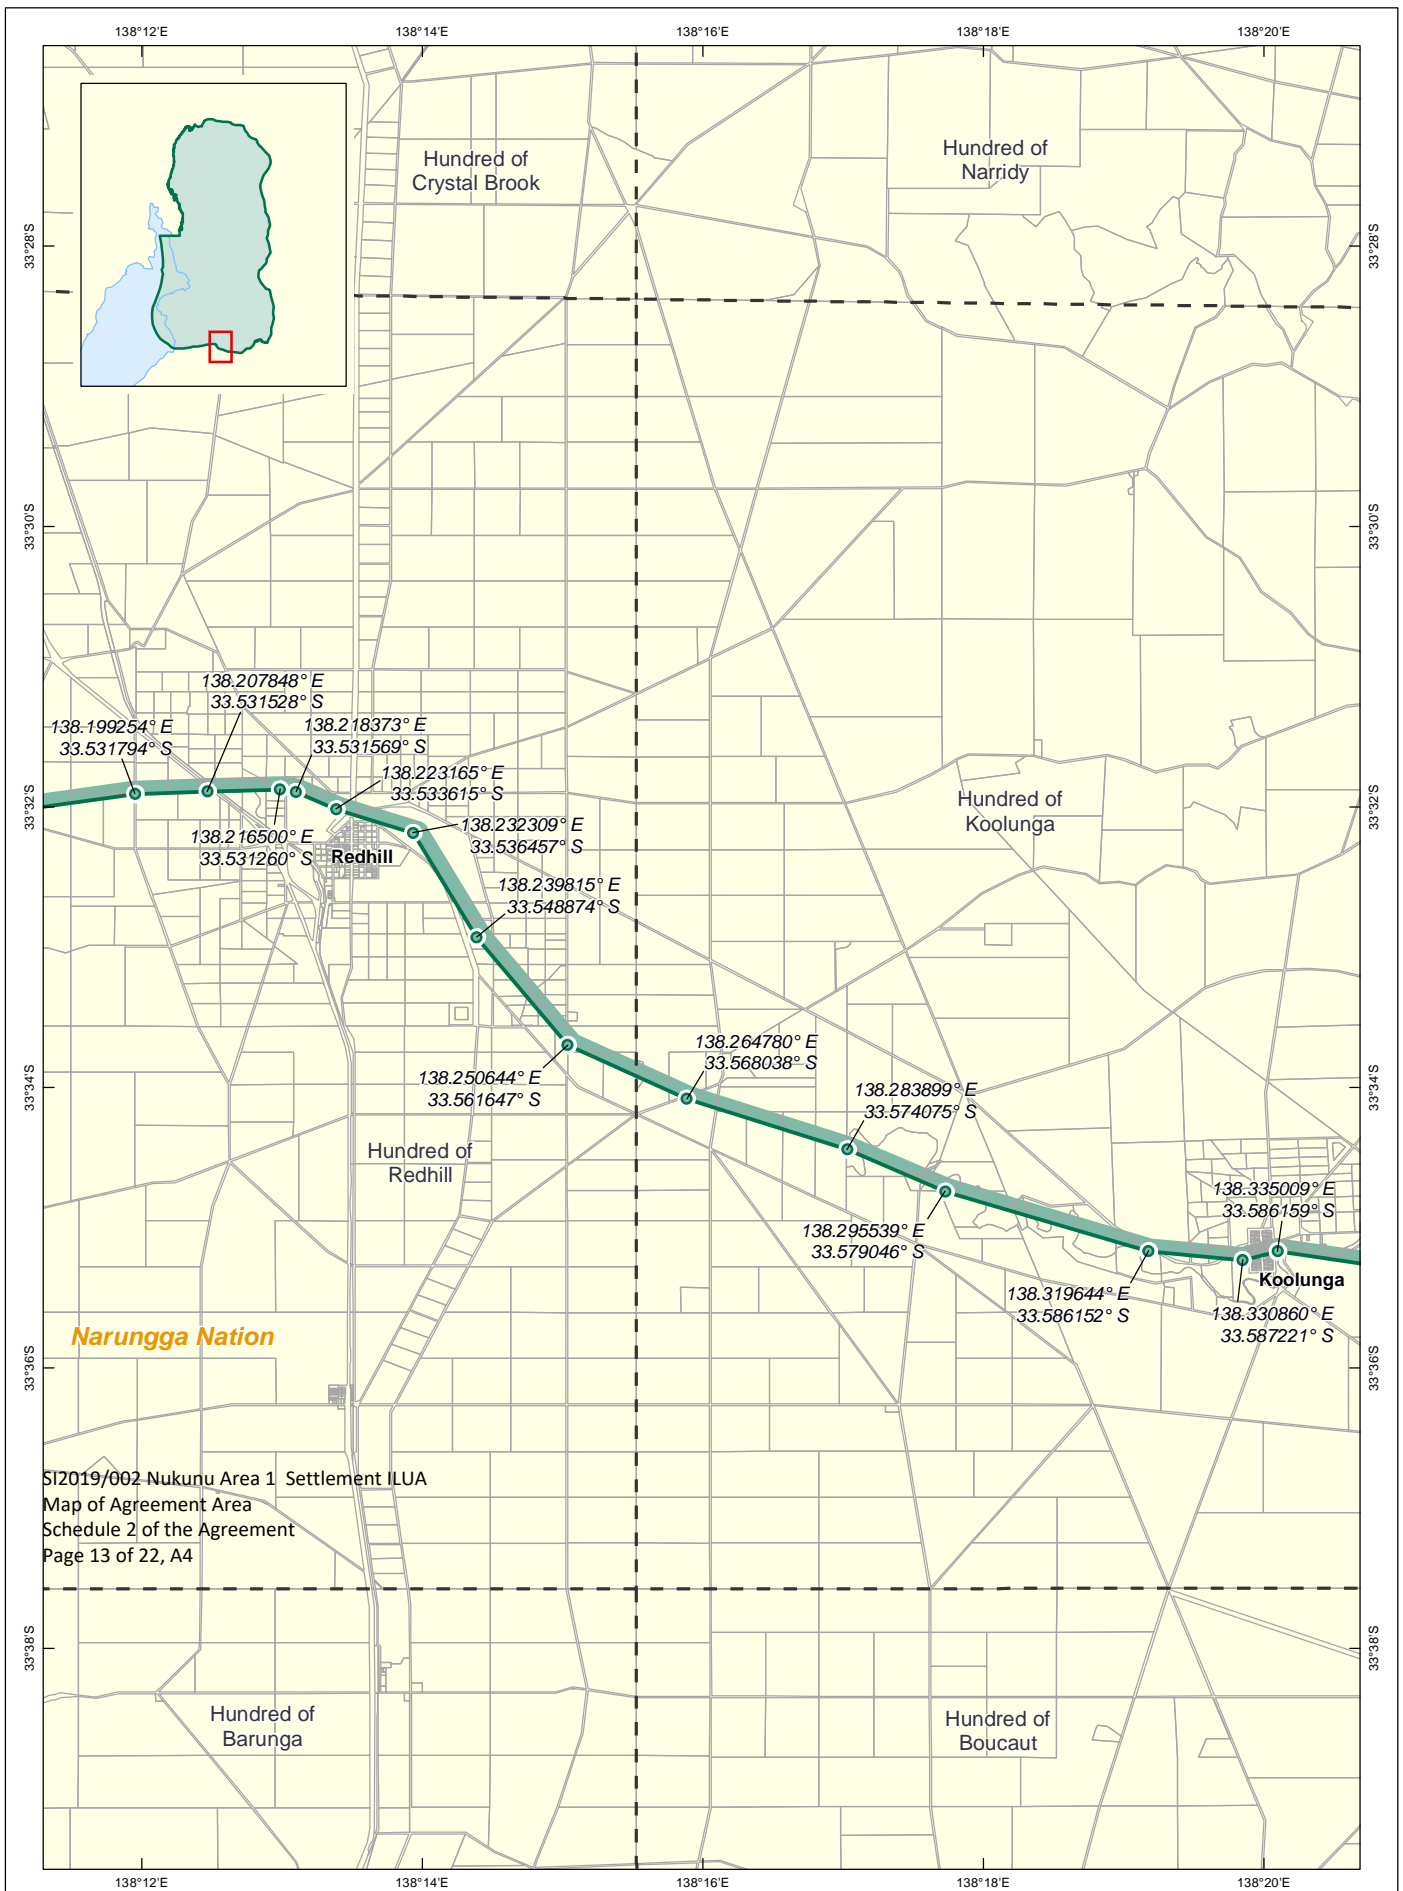 138°12'E
138°14'E
138°16'E
138°18'E
138°20'E
Hundred of
Crystal Brook
Hundred of
Narridy
33°28'S
33°28'S
33°30'S
33°30'S
138.207848° E
33.531528° S
138.199254° E
33.531794° S
138.218373° E
33.531569° S
138.223165° E
33.533615° S
33°32'S
33°32'S
Hundred of
Koolunga
138.216500° E
33.531260° S
Redhill
138.232309° E
33.536457° S
138.239815° E
33.548874° S
138.264780° E
33.568038° S
138.250644° E
33.561647° S
33°34'S
33°34'S
138.283899° E
33.574075° S
Hundred of
Redhill
138.335009° E
33.586159° S
138.295539° E
33.579046° S
Koolunga
138.319644° E
33.586152° S
138.330860° E
33.587221° S
Narungga Nation
33°36'S
33°36'S
SI2019/002 Nukunu Area 1 Settlement ILUA
Map of Agreement Area
Schedule 2 of the Agreement
Page 13 of 22, A4
33°38'S
33°38'S
Hundred of
Barunga
Hundred of
Boucaut
138°12'E
138°14'E
138°16'E
138°18'E
138°20'E